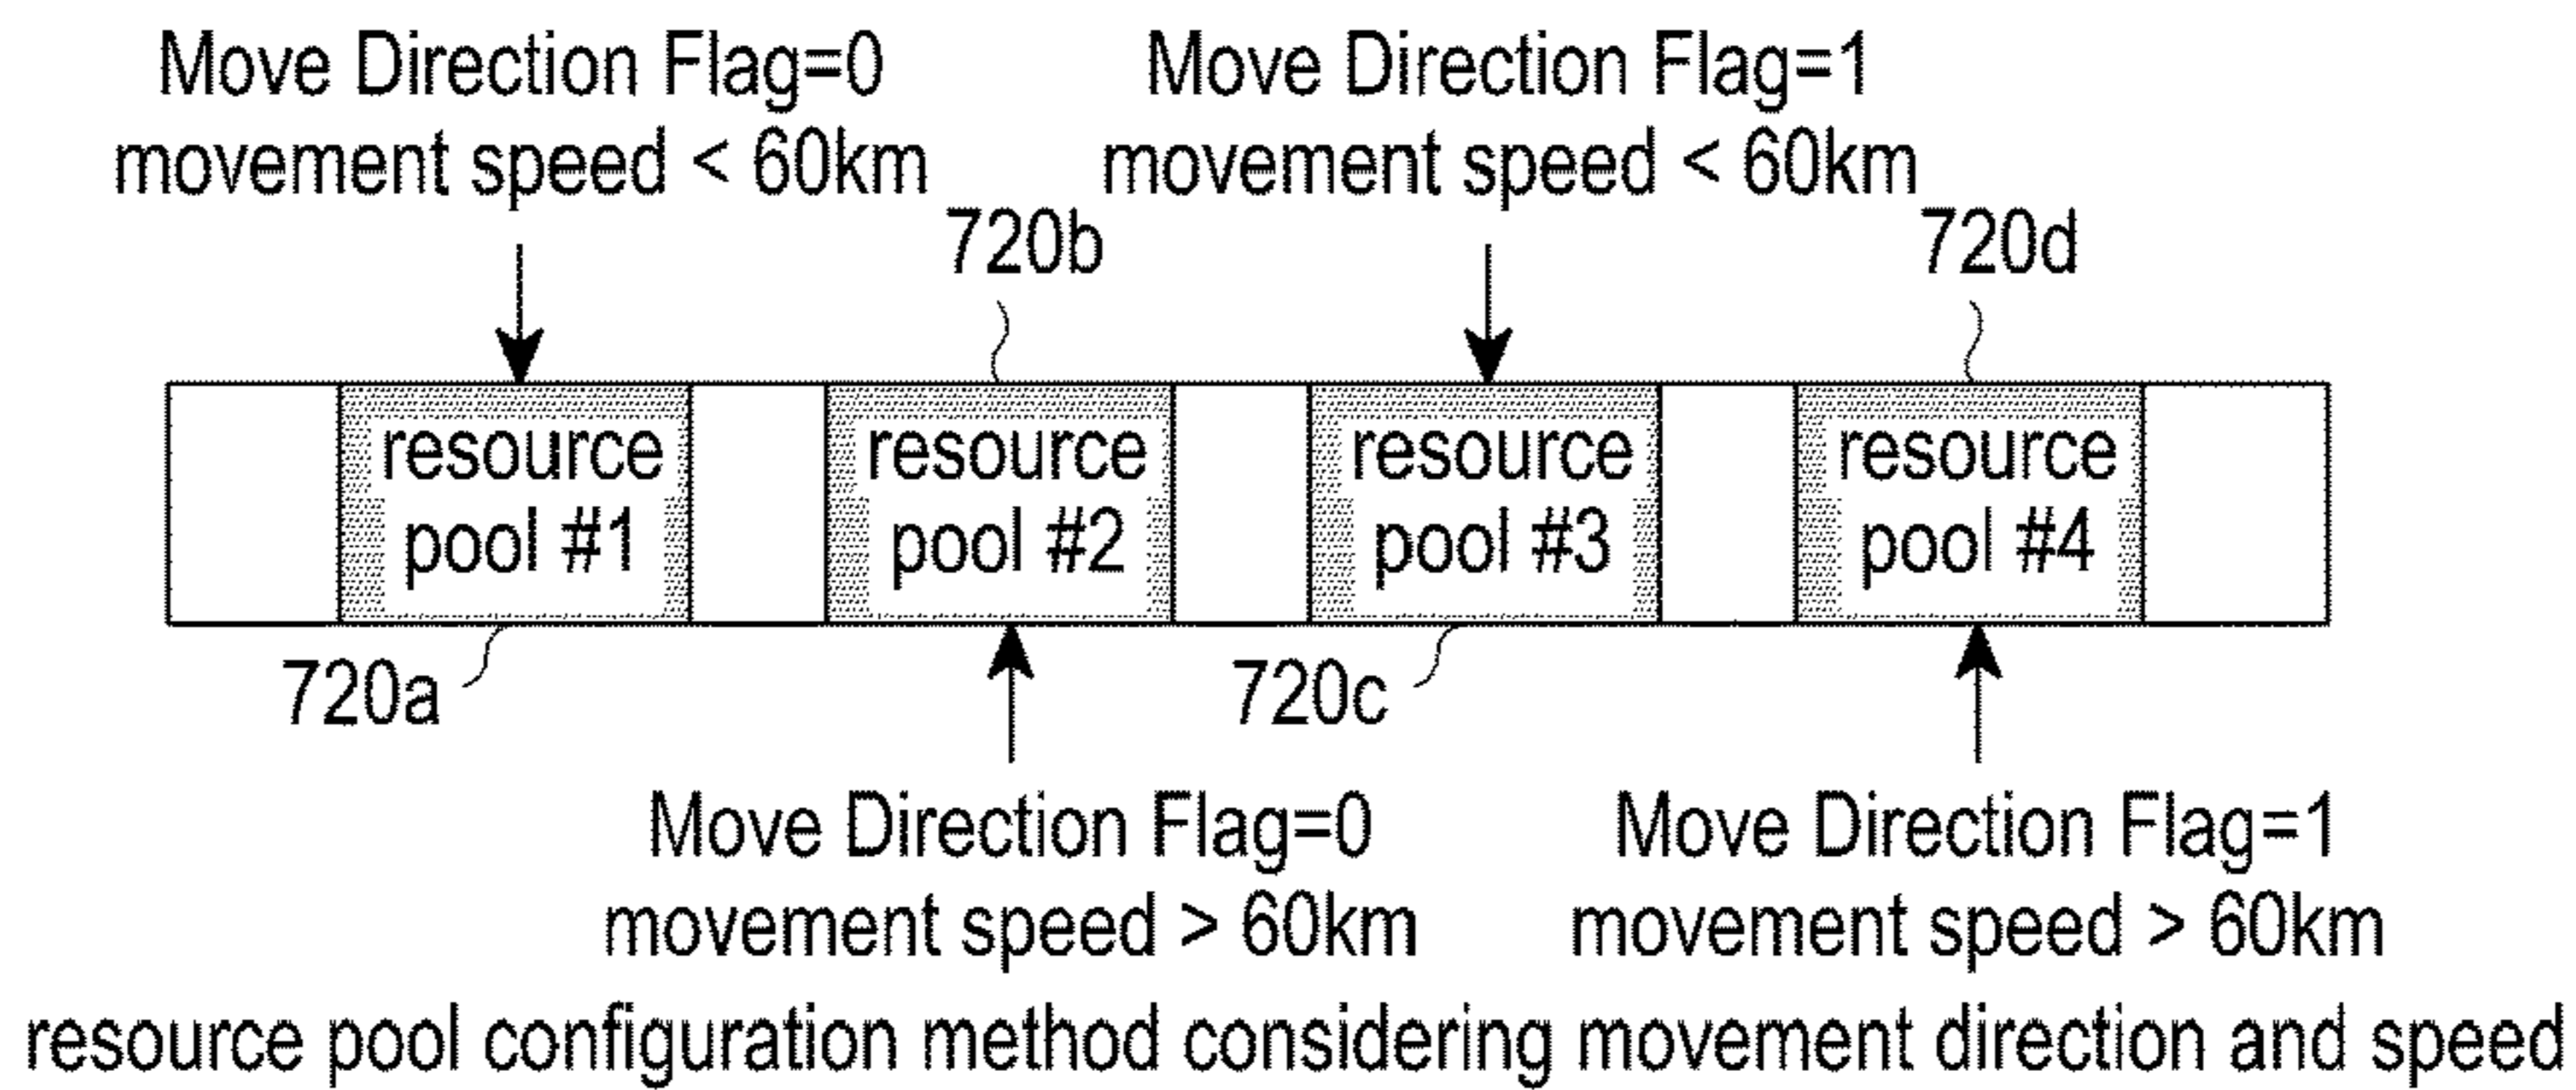 Move Direction Flag=0
movement speed < 60km
Move Direction Flag=1
movement speed < 60km
720b
720d
resource
pool #1
resource
pool #2
resource
pool #3
resource
pool #4
720a
720c
Move Direction Flag=0
movement speed > 60km
Move Direction Flag=1
movement speed > 60km
resource pool configuration method considering movement direction and speed